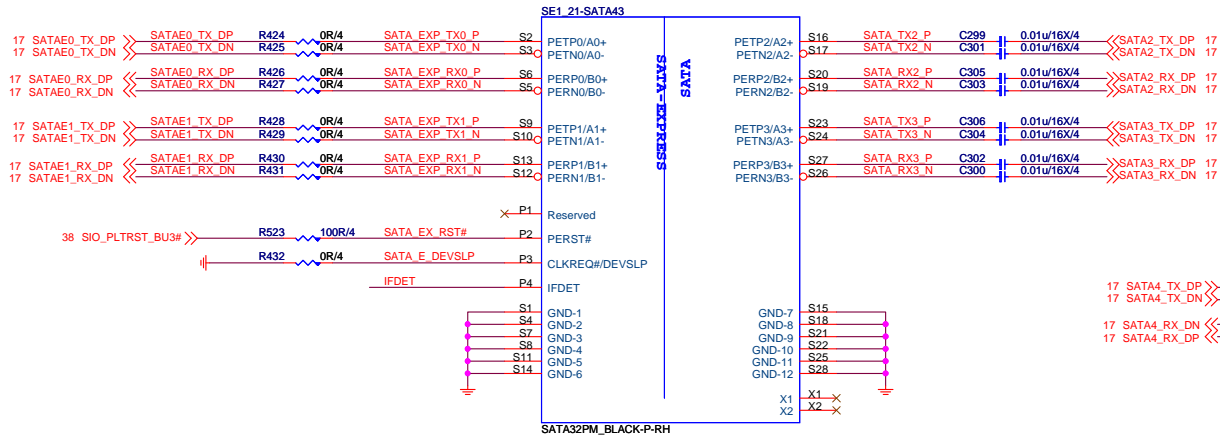 SE1_21-SATA43
17 SATAE0_TX_DP SATAE0_TX_DP R424 0R/4 SATA_EXP_TX0_P S2 PETP0/A0+ PETP2/A2+ S16 SATA_TX2_P C299 0.01u/16X/4 SATA2_TX_DP 17
17 SATAE0_TX_DN SATAE0_TX_DN R425 0R/4 SATA_EXP_TX0_N S3 PETN0/A0- PETN2/A2- S17 SATA_TX2_N C301 0.01u/16X/4 SATA2_TX_DN 17
17 SATAE0_RX_DP SATAE0_RX_DP R426 0R/4 SATA_EXP_RX0_P S6 PERP0/B0+ PERP2/B2+ S20 SATA_RX2_P C305 0.01u/16X/4 SATA2_RX_DP 17
17 SATAE0_RX_DN SATAE0_RX_DN R427 0R/4 SATA_EXP_RX0_N S5 PERN0/B0- PERN2/B2- S19 SATA_RX2_N C303 0.01u/16X/4 SATA2_RX_DN 17
17 SATAE1_TX_DP SATAE1_TX_DP R428 0R/4 SATA_EXP_TX1_P S9 PETP1/A1+ PETP3/A3+ S23 SATA_TX3_P C306 0.01u/16X/4 SATA3_TX_DP 17
17 SATAE1_TX_DN SATAE1_TX_DN R429 0R/4 SATA_EXP_TX1_N S10 PETN1/A1- PETN3/A3- S24 SATA_TX3_N C304 0.01u/16X/4 SATA3_TX_DN 17
17 SATAE1_RX_DP SATAE1_RX_DP R430 0R/4 SATA_EXP_RX1_P S13 PERP1/B1+ PERP3/B3+ S27 SATA_RX3_P C302 0.01u/16X/4 SATA3_RX_DP 17
17 SATAE1_RX_DN SATAE1_RX_DN R431 0R/4 SATA_EXP_RX1_N S12 PERN1/B1- PERN3/B3- S26 SATA_RX3_N C300 0.01u/16X/4 SATA3_RX_DN 17
SATA-EXPRESS
SATA
P1 Reserved
38 SIO_PLTRST_BU3# R523 100R/4 SATA_EX_RST# P2 PERST#
R432 0R/4 SATA_E_DEVSLP P3 CLKREQ#/DEVSLP
IFDET P4 IFDET
17 SATA4_TX_DP
17 SATA4_TX_DN
17 SATA4_RX_DN
17 SATA4_RX_DP
S1 GND-1 GND-7 S15
S4 GND-2 GND-8 S18
S7 GND-3 GND-9 S21
S8 GND-4 GND-10 S22
S11 GND-5 GND-11 S25
S14 GND-6 GND-12 S28
X1 X1
X2 X2
SATA32PM_BLACK-P-RH